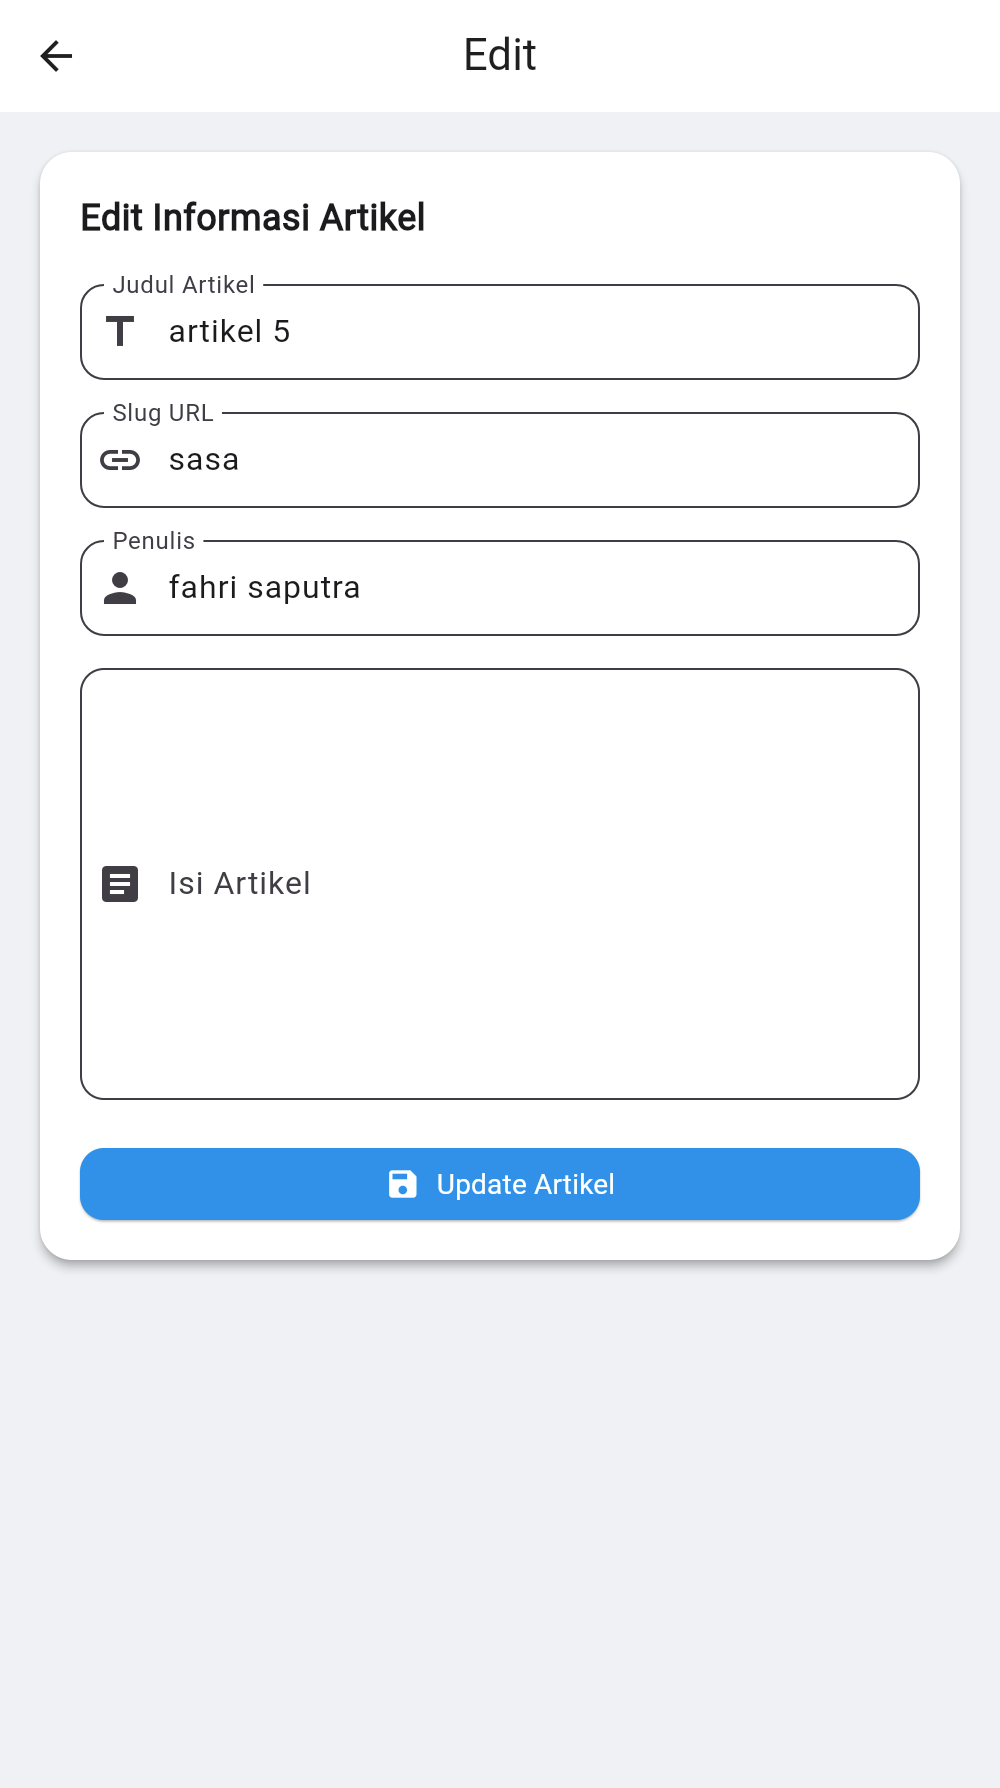 Edit
Edit Informasi Artikel
Judul Artikel
artikel 5
Slug URL
sasa
Penulis
fahri saputra
Isi Artikel
Update Artikel